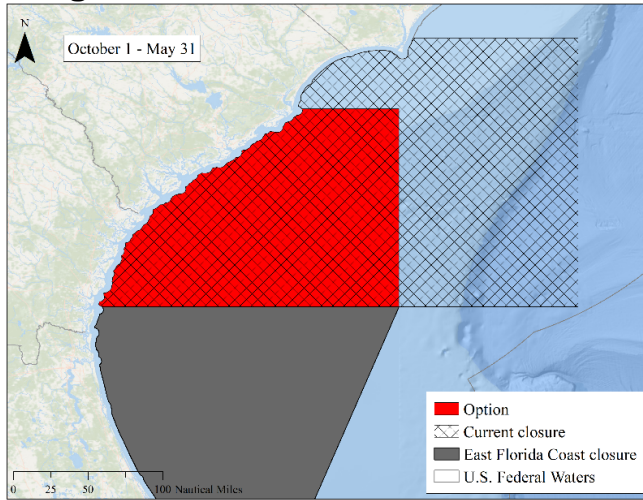 N
October 1 - May 31
Option
Current closure
East Florida Coast closure
U.S. Federal Waters
0 25 50 100 Nautical Miles